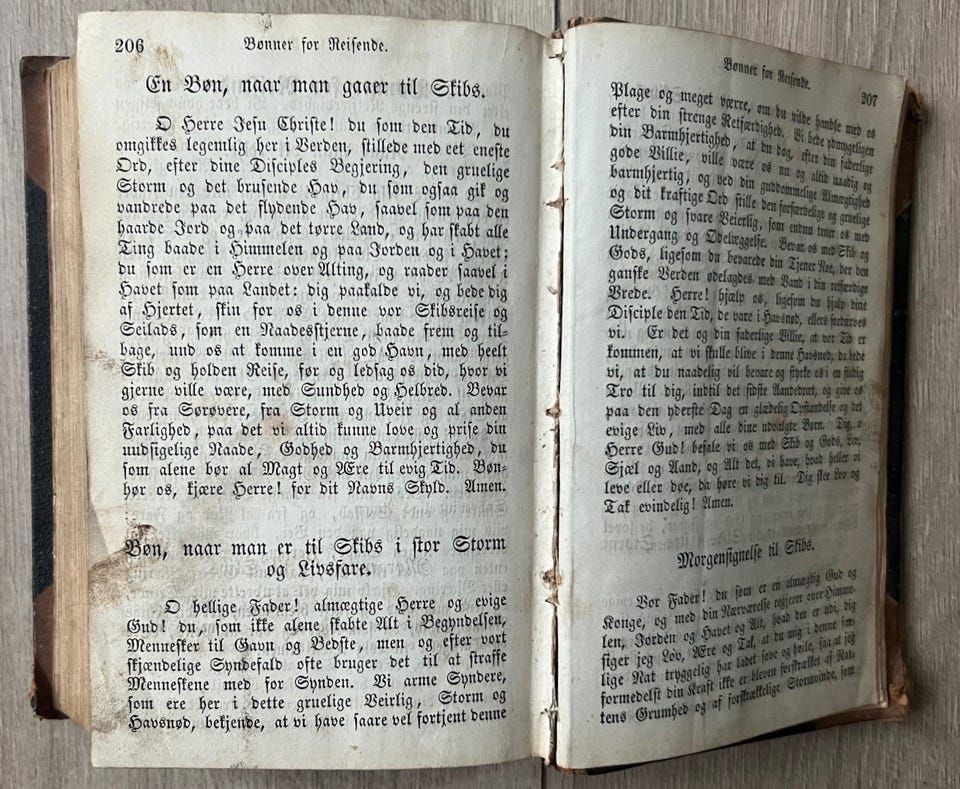 206
Bønner for Reisende.
En Bøn, naar man gaaer til Skibs.
O Herre Jesu Christe! du som den Tid, du
omgikkes legemlig her i Verden, stillede med eet eneste
Ord, efter dine Disciples Begjering, den gruelige
Storm og det brusende Hav, du som ogsaa gik og
vandrede paa det flydende Hav, saavel som paa den
haarde Jord og paa det tørre Land, og har skabt alle
Ting baade i Himmelen og paa Jorden og i Havet;
du som er en Herre over Alting, og raader saavel i
Havet som paa Landet: dig paakalde vi, og bede dig
af Hjertet, skin for os i denne vor Skibsreise og
Seilads, som en Naadesstjerne, baade frem og til-
bage, und os at komme i en god Havn, med heelt
Skib og holden Reise, før og ledsag os did, hvor vi
gjerne ville være, med Sundhed og Helbred. Bevar
os fra Sørøvere, fra Storm og Uveir og al anden
Farlighed, paa det vi altid kunne love og prise din
uudsigelige Naade, Godhed og Barmhjertighed, du
som alene bør al Magt og Ære til evig Tid. Bøn-
hør os, kjære Herre! for dit Navns Skyld. Amen.
Bøn, naar man er til Skibs i stor Storm
og Livsfare.
O hellige Fader! almægtige Herre og evige
Gud! du, som ikke alene skabte Alt i Begyndelsen,
Mennesker til Gavn og Bedste, men og efter vort
skjændelige Syndefald ofte bruger det til at straffe
Menneskene med for Synden. Vi arme Syndere,
som ere her i dette gruelige Veirlig, Storm og
Havsnød, bekjende, at vi have saare vel fortjent denne
Bønner for Reisende.
207
Plage og meget værre, om du vilde handle med os
efter din strenge Retfærdighed. Vi bede ydmygeligen
din Barmhjertighed, at du dog, efter din faderlige
gode Villie, ville være os nu og altid naadig og
barmhjertig, og ved din guddommelige Almægtighed
og dit kraftige Ord stille den forfærdelige og gruelige
Storm og svare Veierlig, som endnu truer os med
Undergang og Ødelæggelse. Bevar os med Skib og
Gods, ligesom du bevarede din Tjener Noe, der den
ganske Verden ødelagdes med Vand i din retfærdige
Vrede. Herre! hjælp os, ligesom du hjalp dine
Disciple den Tid, de vare i Havsnød, ellers fordærves
vi. Er det og din faderlige Villie, at vor Tid er
kommen, at vi skulle blive i denne Havsnød, da bede
vi, at du naadelig vil bevare og styrke os i en stadig
Tro til dig, indtil det sidste Aandedræt, og give os
paa den yderste Dag en glædelig Opstandelse og det
evige Liv, med alle dine udvalgte Børn. Dig, o
Herre Gud! befale vi os med Skib og Gods, Liv,
Sjæl og Aand, og Alt det, vi have, hvad heller vi
leve eller døe, da høre vi dig til. Dig skee Lov og
Tak evindelig! Amen.
Morgensignelse til Skibs.
Vor Fader! du som er en almægtig Gud og
Konge, og med din Nærværelse regjerer over Himme-
len, Jorden og Havet og Alt, hvad der er udi, dig
siger jeg Lov, Ære og Tak, at du mig i denne far-
lige Nat tryggelig har ladet sove og hvile, saa at jeg
formedelst din Kraft ikke er bleven forskrækket af Nat-
tens Grumhed og af forskrækkelige Stormvinde, som